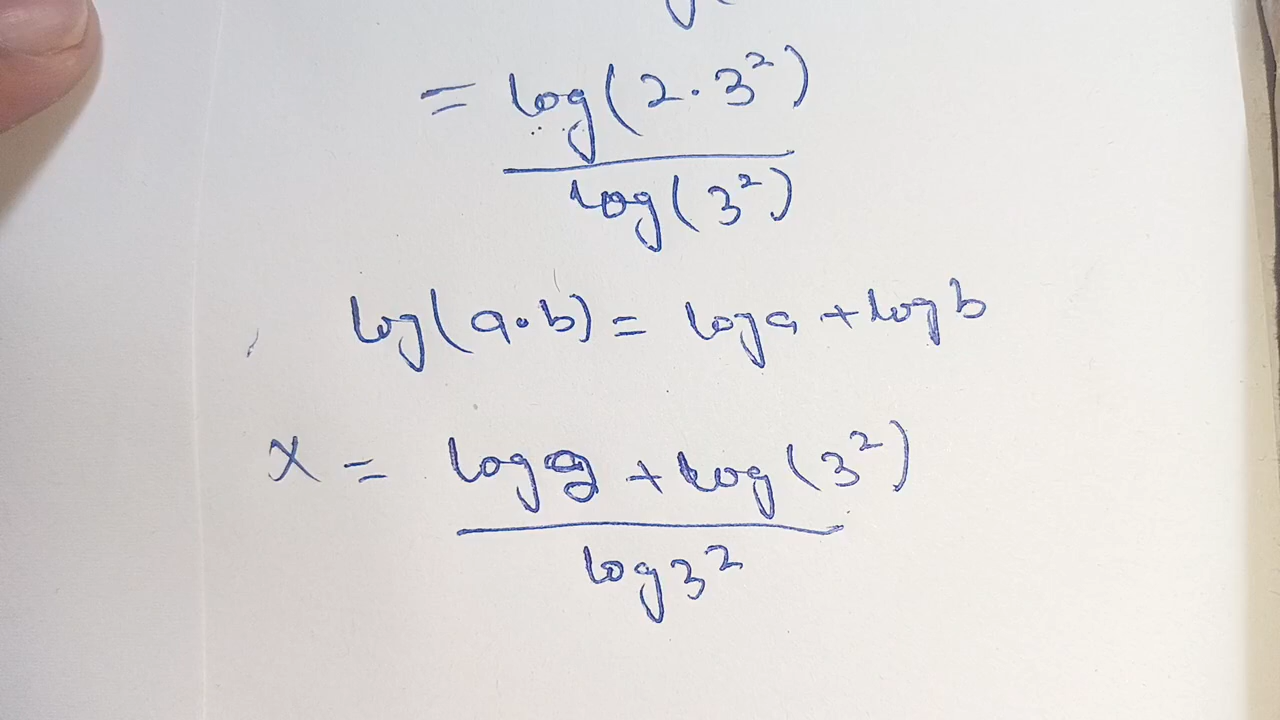 = log(2·3²)
log(3²)
log(a·b) = log a + log b
x = log 2 + log(3²)
log 3²